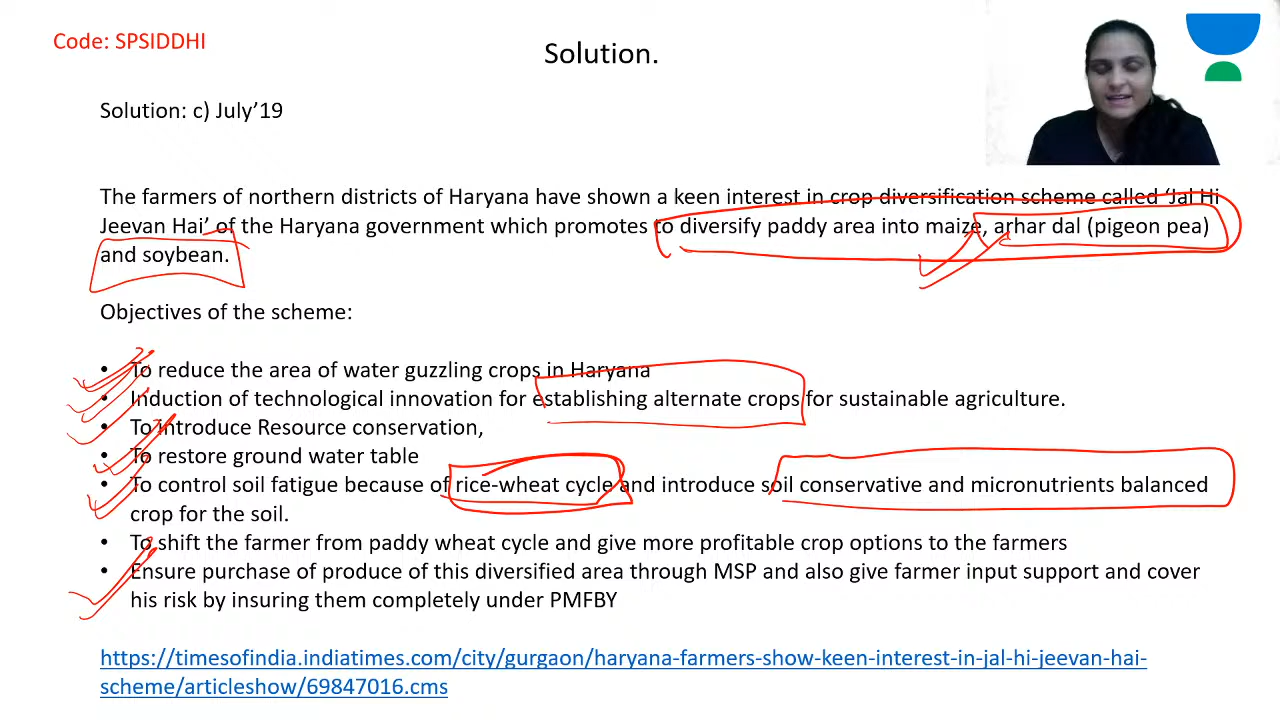 Code: SPSIDDHI
Solution.
Solution: c) July’19
The farmers of northern districts of Haryana have shown a keen interest in crop diversification scheme called ‘Jal Hi
Jeevan Hai’ of the Haryana government which promotes to diversify paddy area into maize, arhar dal (pigeon pea)
and soybean.
Objectives of the scheme:
• To reduce the area of water guzzling crops in Haryana
• Induction of technological innovation for establishing alternate crops for sustainable agriculture.
• To introduce Resource conservation,
• To restore ground water table
• To control soil fatigue because of rice-wheat cycle and introduce soil conservative and micronutrients balanced
crop for the soil.
• To shift the farmer from paddy wheat cycle and give more profitable crop options to the farmers
• Ensure purchase of produce of this diversified area through MSP and also give farmer input support and cover
his risk by insuring them completely under PMFBY
https://timesofindia.indiatimes.com/city/gurgaon/haryana-farmers-show-keen-interest-in-jal-hi-jeevan-hai-
scheme/articleshow/69847016.cms